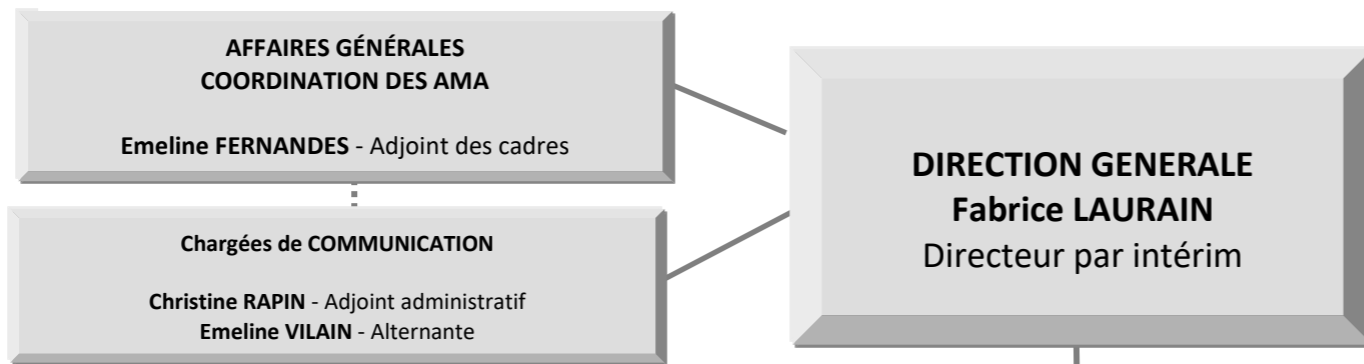 AFFAIRES GÉNÉRALES
COORDINATION DES AMA
Emeline FERNANDES - Adjoint des cadres
Chargées de COMMUNICATION
Christine RAPIN - Adjoint administratif
Emeline VILAIN - Alternante
DIRECTION GENERALE
Fabrice LAURAIN
Directeur par intérim